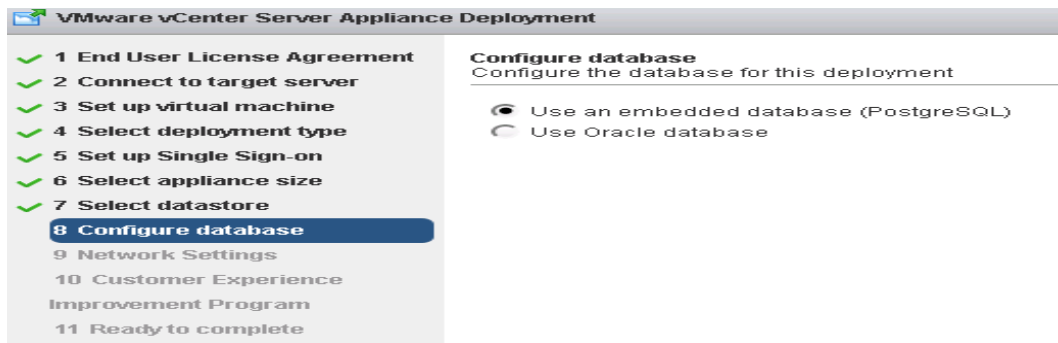 VMware vCenter Server Appliance Deployment
1 End User License Agreement
2 Connect to target server
3 Set up virtual machine
4 Select deployment type
5 Set up Single Sign-on
6 Select appliance size
7 Select datastore
8 Configure database
9 Network Settings
10 Customer Experience
Improvement Program
11 Ready to complete
Configure database
Configure the database for this deployment
Use an embedded database (PostgreSQL)
Use Oracle database